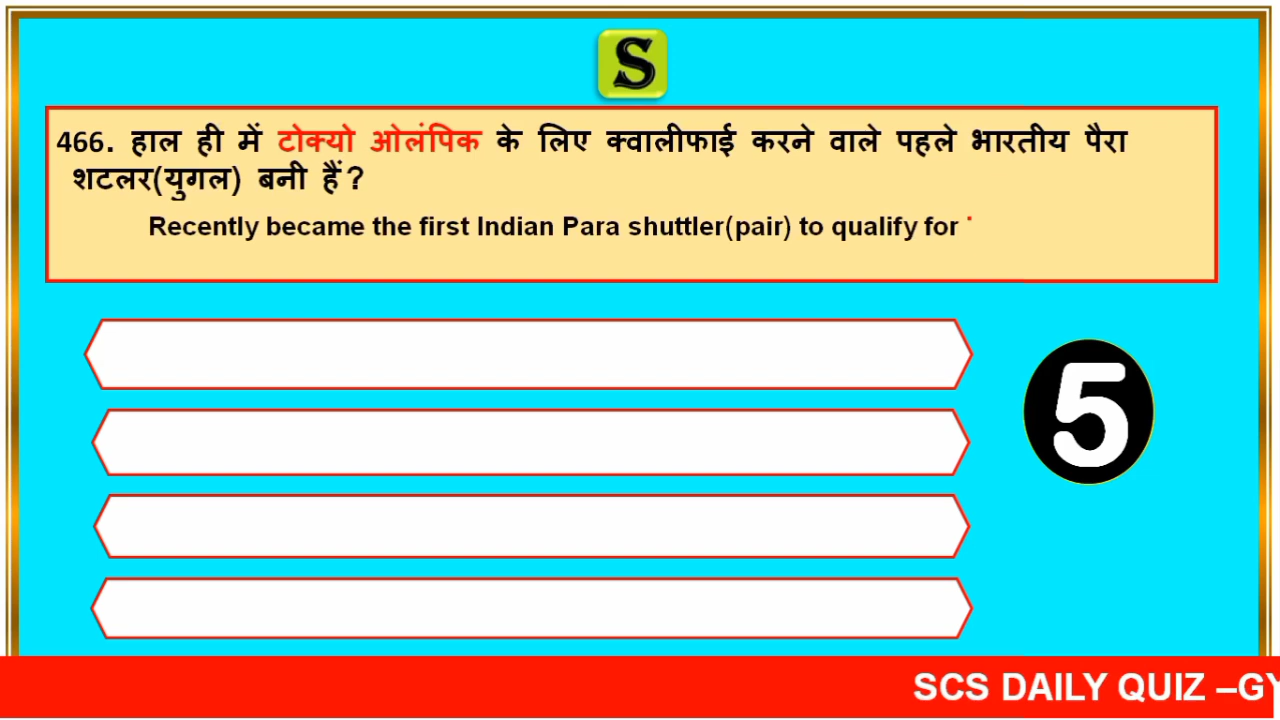 S
466. हाल ही में टोक्यो ओलंपिक के लिए क्वालीफाई करने वाले पहले भारतीय पैरा
शटलर(युगल) बनी हैं?
Recently became the first Indian Para shuttler(pair) to qualify for
5
SCS DAILY QUIZ –GY